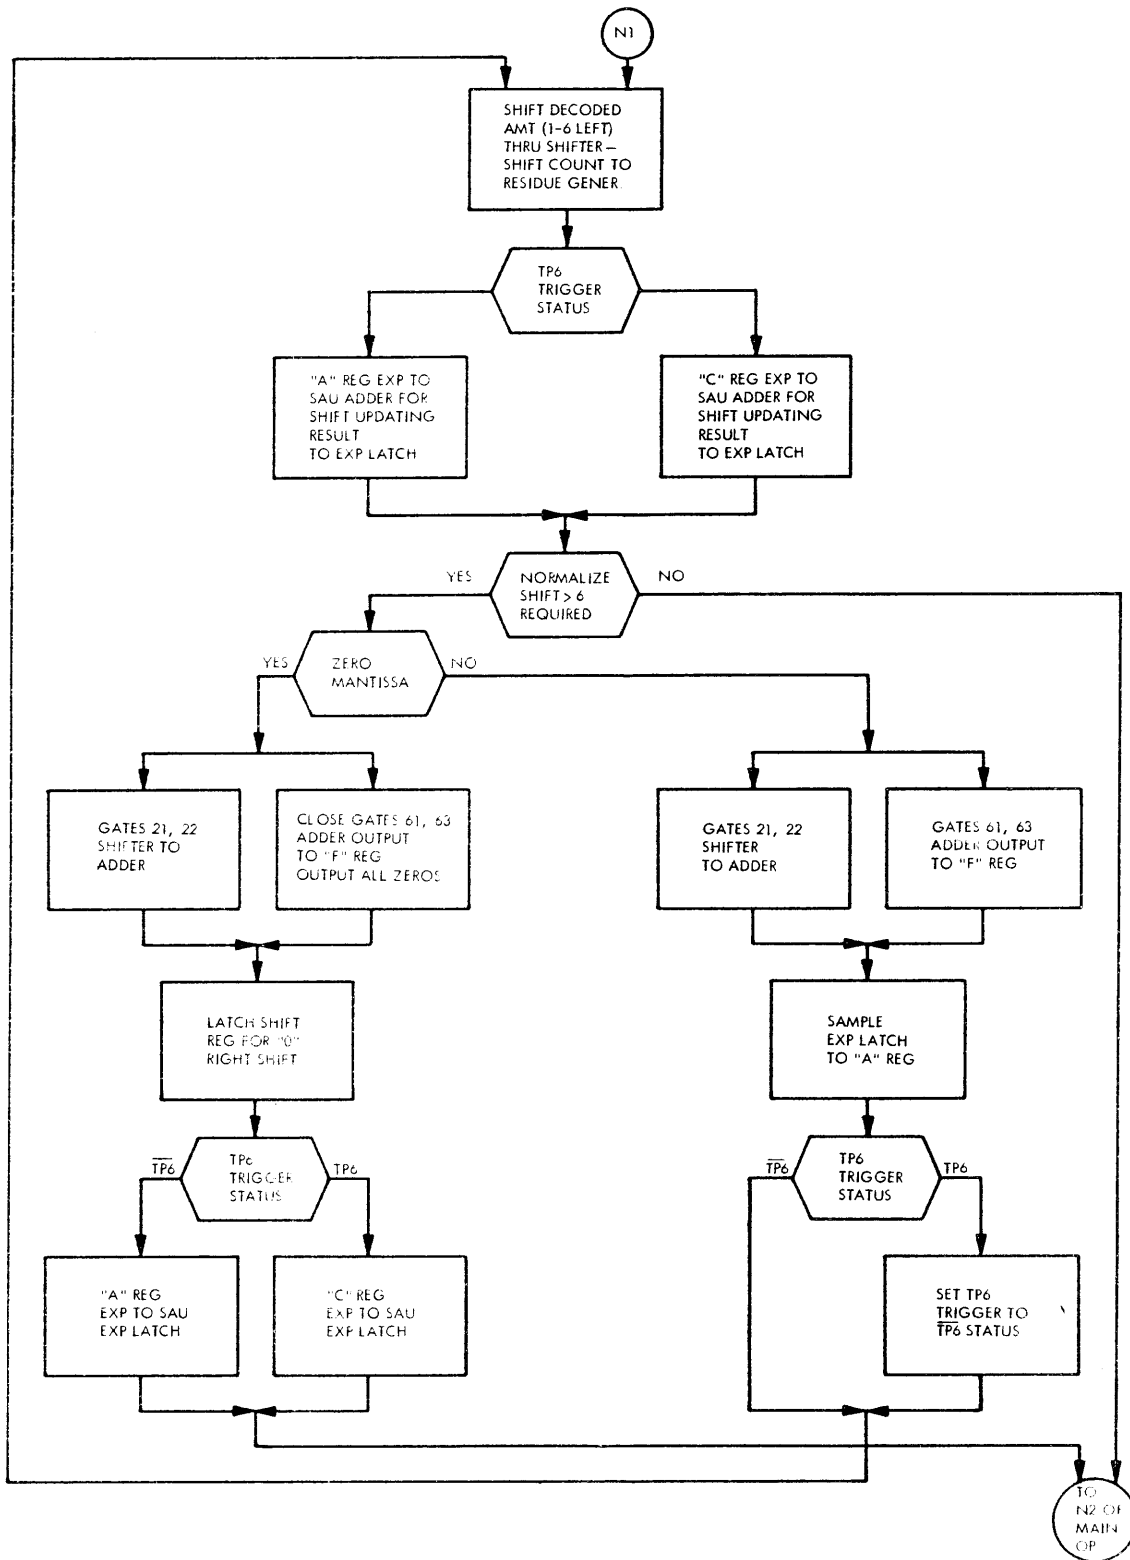 N1
SHIFT DECODED
AMT (1-6 LEFT)
THRU SHIFTER –
SHIFT COUNT TO
RESIDUE GENER.
TP6
TRIGGER
STATUS
"A" REG EXP TO
SAU ADDER FOR
SHIFT UPDATING
RESULT
TO EXP LATCH
"C" REG EXP TO
SAU ADDER FOR
SHIFT UPDATING
RESULT
TO EXP LATCH
YES
NORMALIZE
SHIFT > 6
REQUIRED
NO
YES
ZERO
MANTISSA
NO
GATES 21, 22
SHIFTER TO
ADDER
CLOSE GATES 61, 63
ADDER OUTPUT
TO "F" REG
OUTPUT ALL ZEROS
GATES 21, 22
SHIFTER
TO ADDER
GATES 61, 63
ADDER OUTPUT
TO "F" REG
LATCH SHIFT
REG FOR "0"
RIGHT SHIFT
SAMPLE
EXP LATCH
TO "A" REG
T̅P̅6̅
TP6
TRIGGER
STATUS
TP6
T̅P̅6̅
TP6
TRIGGER
STATUS
TP6
"A" REG
EXP TO SAU
EXP LATCH
"C" REG
EXP TO SAU
EXP LATCH
SET TP6
TRIGGER TO
T̅P̅6̅ STATUS
TO
N2 OF
MAIN
OP